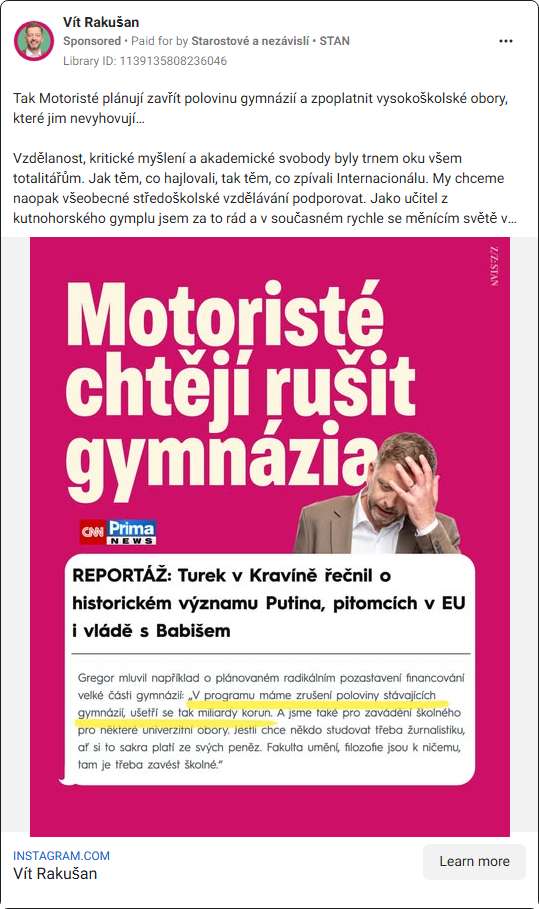 Vít Rakušan
Sponsored • Paid for by Starostové a nezávislí • STAN
Library ID: 1139135808236046
Tak Motoristé plánují zavřít polovinu gymnázií a zpoplatnit vysokoškolské obory,
které jim nevyhovují…
Vzdělanost, kritické myšlení a akademické svobody byly trnem oku všem
totalitářům. Jak těm, co hajlovali, tak těm, co zpívali Internacionálu. My chceme
naopak všeobecné středoškolské vzdělávání podporovat. Jako učitel z
kutnohorského gymplu jsem za to rád a v současném rychle se měnícím světě v…
Z/Z: STAN
Motoristé
chtějí rušit
gymnázia
CNN Prima
NEWS
REPORTÁŽ: Turek v Kravíně řečnil o
historickém významu Putina, pitomcích v EU
i vládě s Babišem
Gregor mluvil například o plánovaném radikálním pozastavení financování
velké části gymnázií: „V programu máme zrušení poloviny stávajících
gymnázií, ušetří se tak miliardy korun. A jsme také pro zavádění školného
pro některé univerzitní obory. Jestli chce někdo studovat třeba žurnalistiku,
ať si to sakra platí ze svých peněz. Fakulta umění, filozofie jsou k ničemu,
tam je třeba zavést školné.“
INSTAGRAM.COM
Vít Rakušan
Learn more